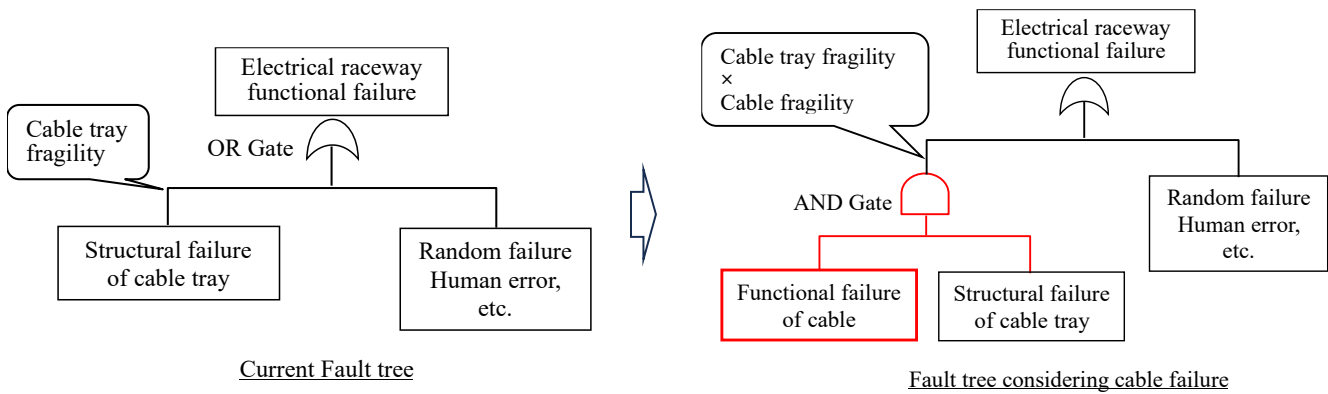 Electrical raceway
functional failure
Cable tray
fragility
OR Gate
Structural failure
of cable tray
Random failure
Human error,
etc.
Current Fault tree
Electrical raceway
functional failure
Cable tray fragility
×
Cable fragility
AND Gate
Random failure
Human error,
etc.
Functional failure
of cable
Structural failure
of cable tray
Fault tree considering cable failure